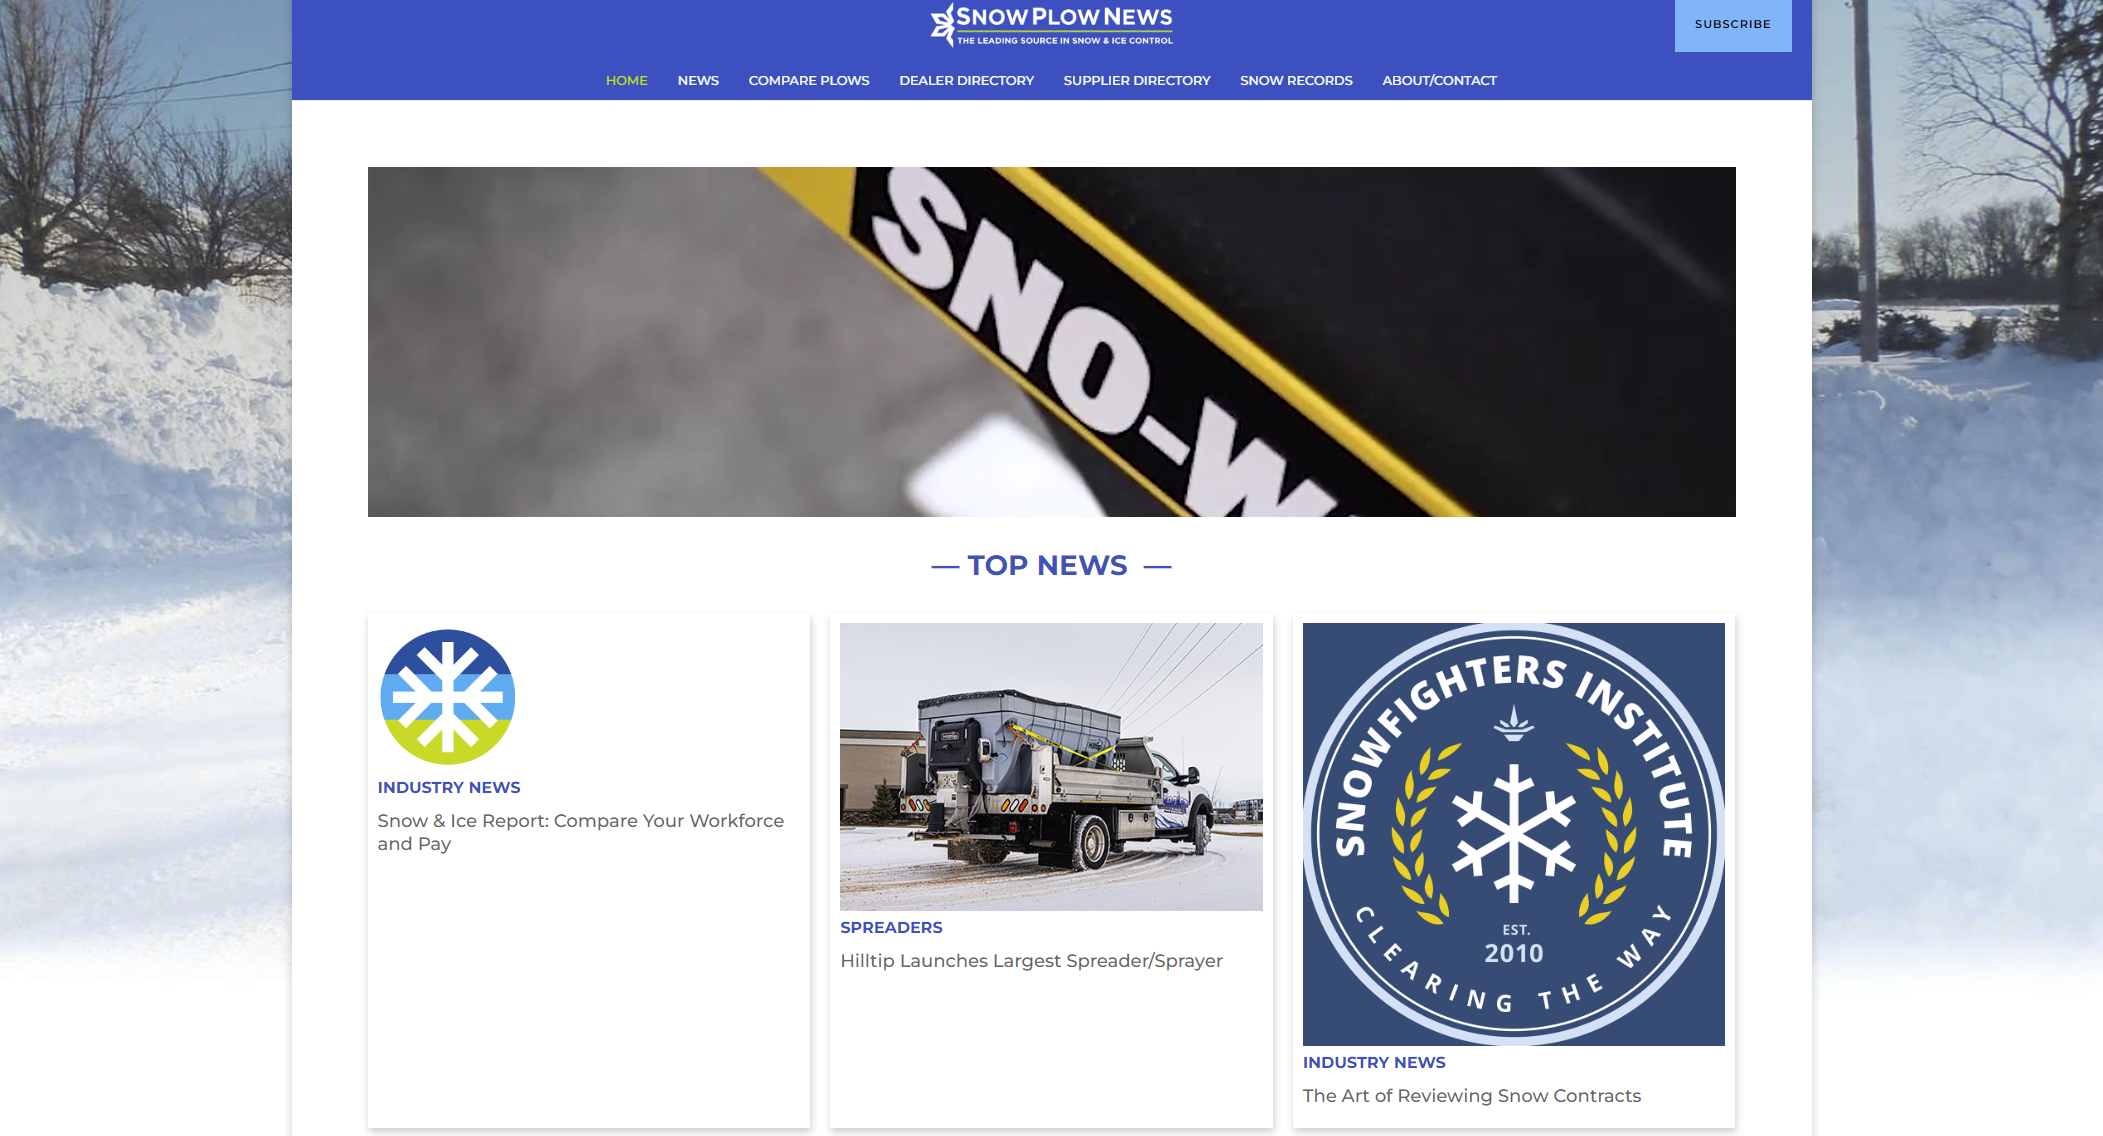 SNOW PLOW NEWS
THE LEADING SOURCE IN SNOW & ICE CONTROL
SUBSCRIBE
HOME NEWS COMPARE PLOWS DEALER DIRECTORY SUPPLIER DIRECTORY SNOW RECORDS ABOUT/CONTACT
SNO-W
— TOP NEWS —
INDUSTRY NEWS
Snow & Ice Report: Compare Your Workforce
and Pay
Hilltip
Hilltip
SPREADERS
Hilltip Launches Largest Spreader/Sprayer
SNOWFIGHTERS INSTITUTE
EST.
2010
CLEARING THE WAY
INDUSTRY NEWS
The Art of Reviewing Snow Contracts